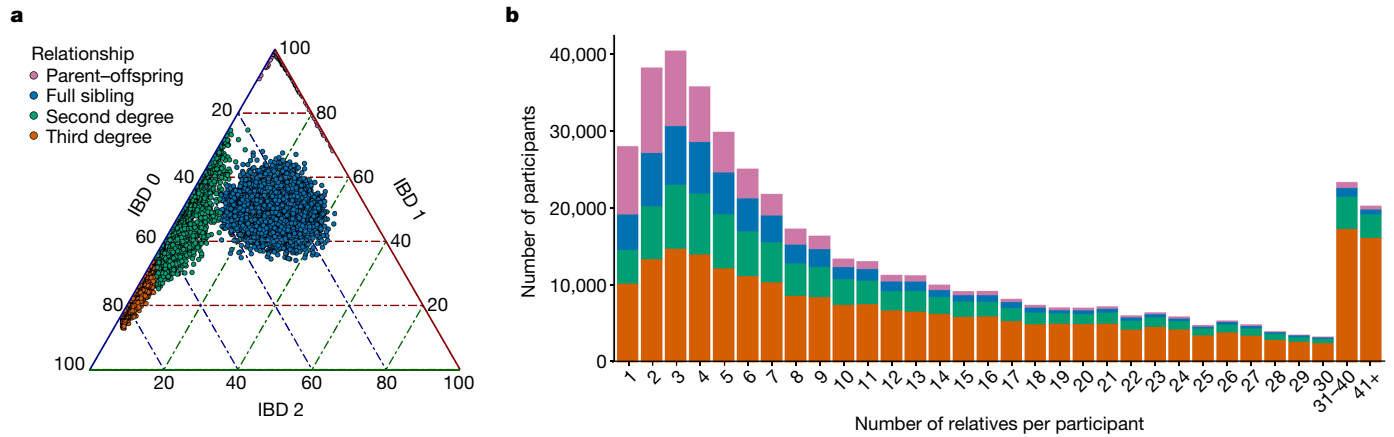 a
Relationship
Parent–offspring
Full sibling
Second degree
Third degree
100
20
80
40
60
IBD 0
IBD 1
60
40
80
20
100
20
40
60
80
100
IBD 2
b
Number of participants
40,000
30,000
20,000
10,000
0
1 2 3 4 5 6 7 8 9 10 11 12 13 14 15 16 17 18 19 20 21 22 23 24 25 26 27 28 29 30 31–40 41+
Number of relatives per participant